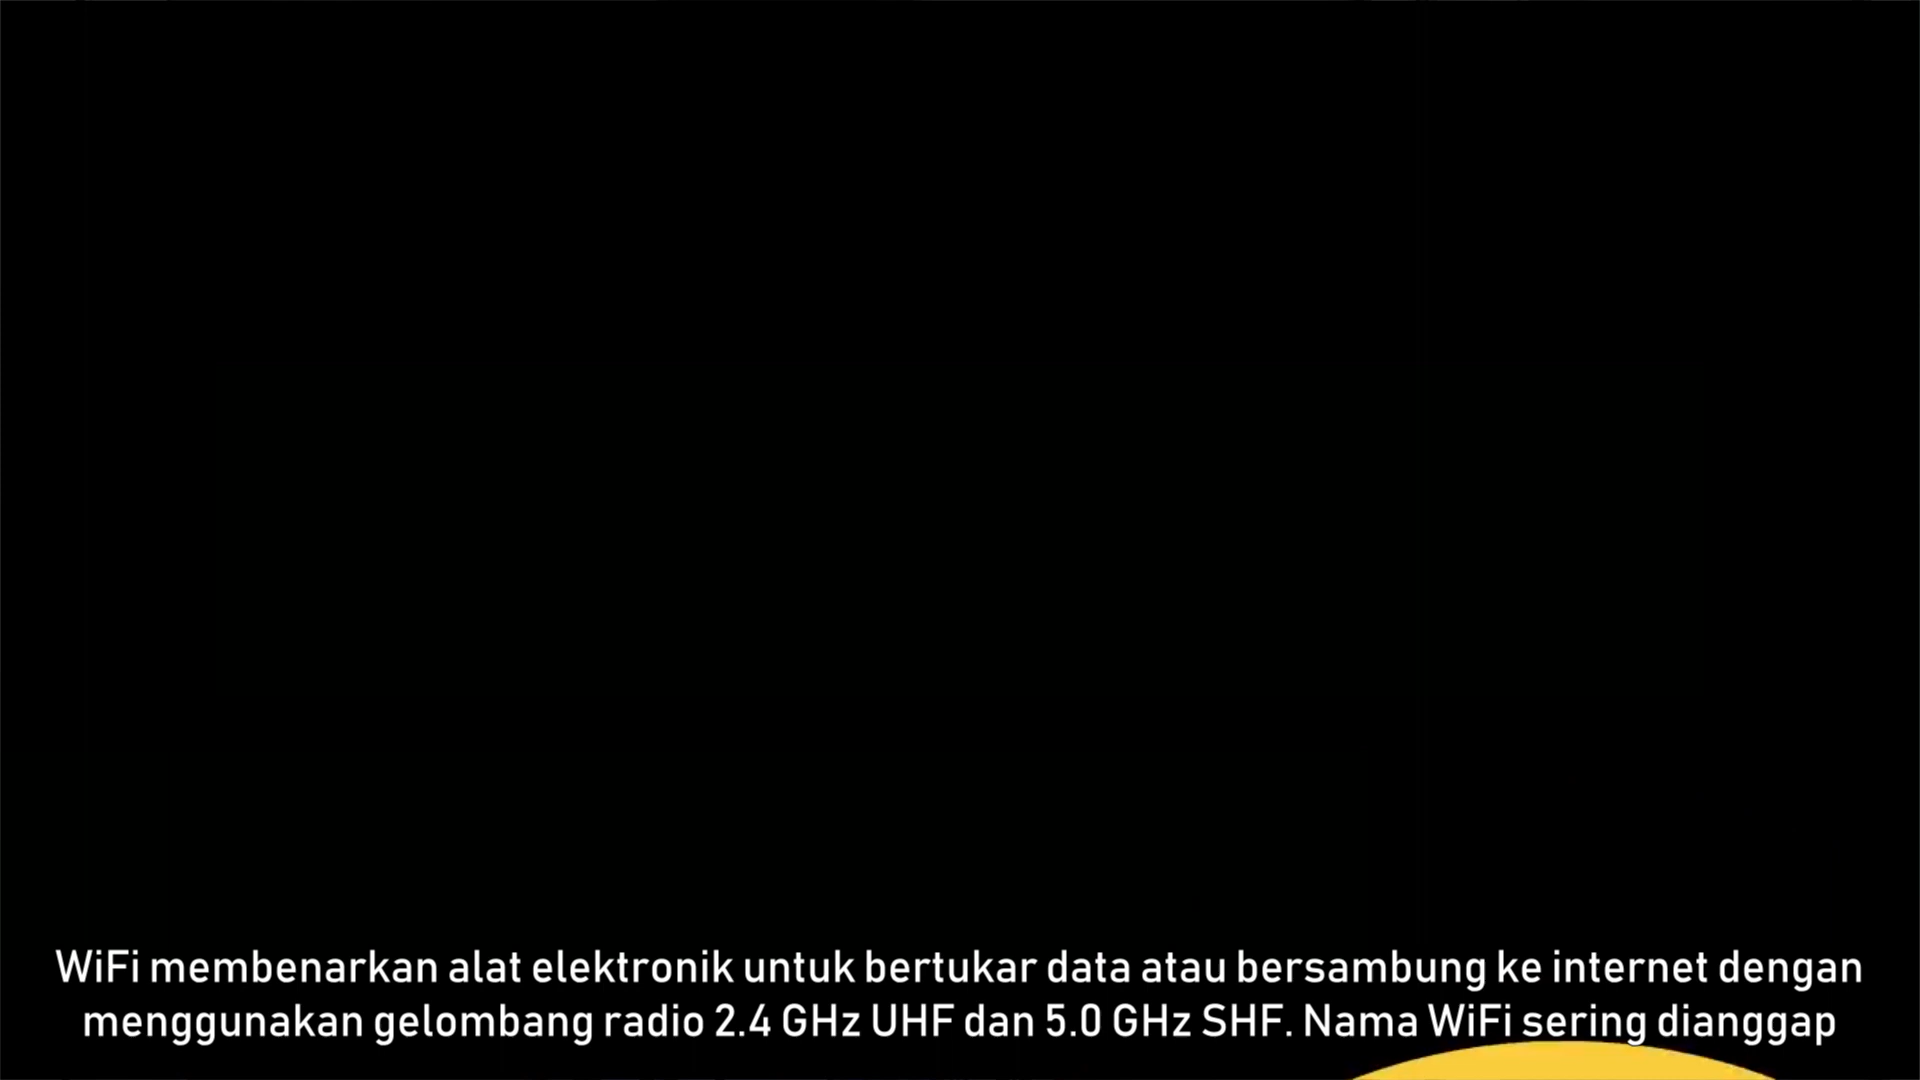 WiFi membenarkan alat elektronik untuk bertukar data atau bersambung ke internet dengan
menggunakan gelombang radio 2.4 GHz UHF dan 5.0 GHz SHF. Nama WiFi sering dianggap